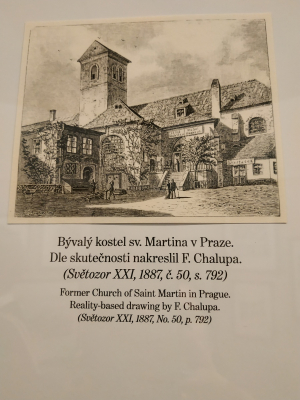 Bývalý kostel sv. Martina v Praze.
Dle skutečnosti nakreslil F. Chalupa.
(Světozor XXI, 1887, č. 50, s. 792)
Former Church of Saint Martin in Prague.
Reality-based drawing by F. Chalupa.
(Světozor XXI, 1887, No. 50, p. 792)